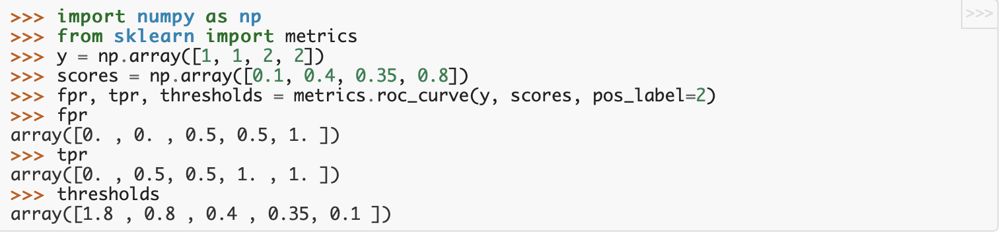 >>> import numpy as np
>>>
>>> from sklearn import metrics
>>> y = np.array([1, 1, 2, 2])
>>> scores = np.array([0.1, 0.4, 0.35, 0.8])
>>> fpr, tpr, thresholds = metrics.roc_curve(y, scores, pos_label=2)
>>> fpr
array([0. , 0. , 0.5, 0.5, 1. ])
>>> tpr
array([0. , 0.5, 0.5, 1. , 1. ])
>>> thresholds
array([1.8 , 0.8 , 0.4 , 0.35, 0.1 ])